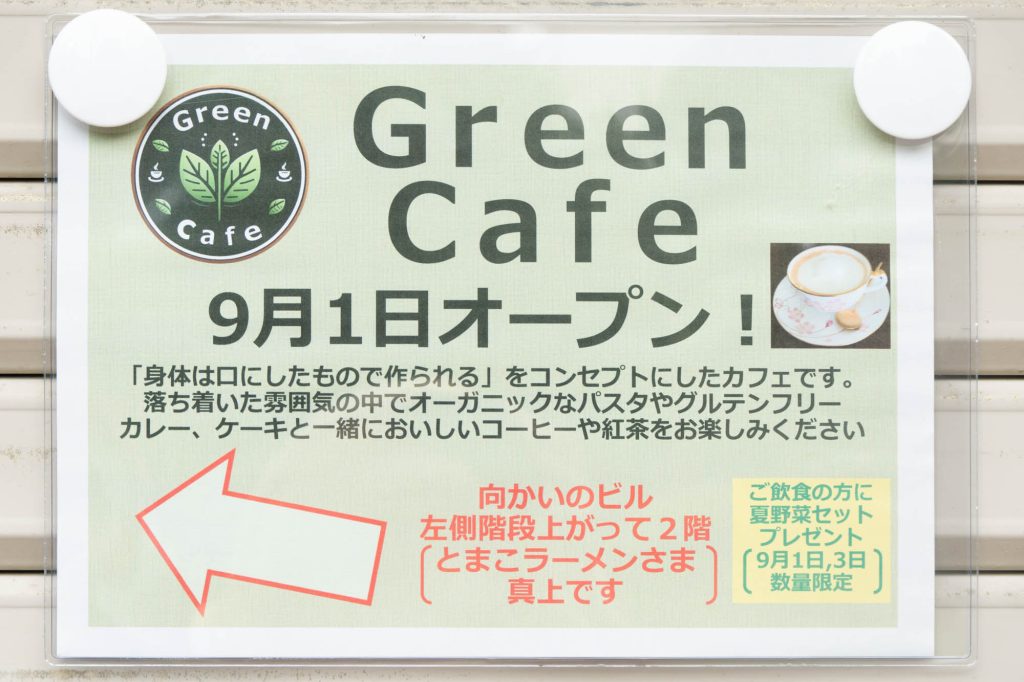 Green
Cafe
Green
Cafe
9月1日オープン！
「身体は口にしたもので作られる」をコンセプトにしたカフェです。
落ち着いた雰囲気の中でオーガニックなパスタやグルテンフリー
カレー、ケーキと一緒においしいコーヒーや紅茶をお楽しみください
向かいのビル
左側階段上がって２階
(とまこラーメンさま
真上です)
ご飲食の方に
夏野菜セット
プレゼント
(9月1日,3日
数量限定)